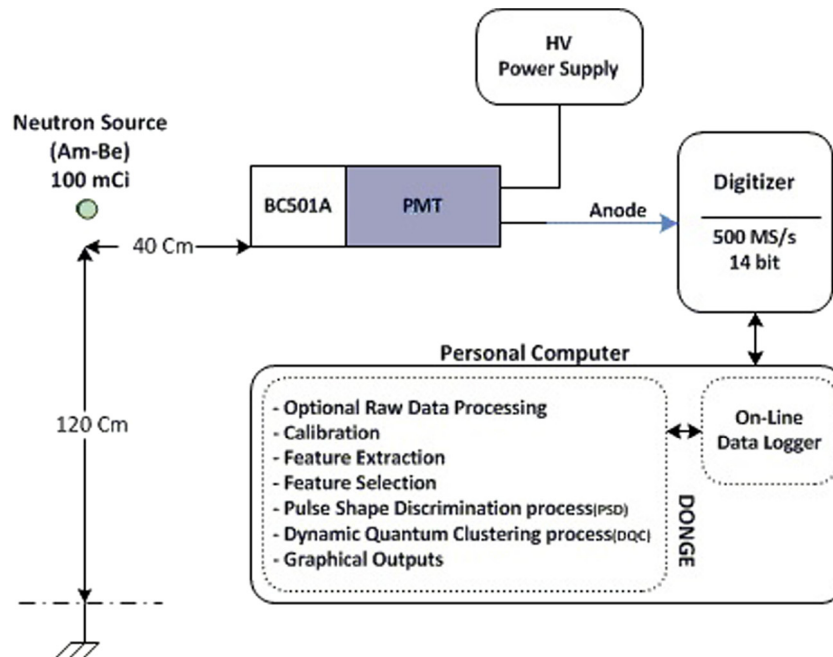 HV
Power Supply
Neutron Source
(Am-Be)
100 mCi
BC501A
PMT
Anode
Digitizer
500 MS/s
14 bit
40 Cm
120 Cm
Personal Computer
- Optional Raw Data Processing
- Calibration
- Feature Extraction
- Feature Selection
- Pulse Shape Discrimination process(PSD)
- Dynamic Quantum Clustering process(DQC)
- Graphical Outputs
On-Line
Data Logger
DONGE